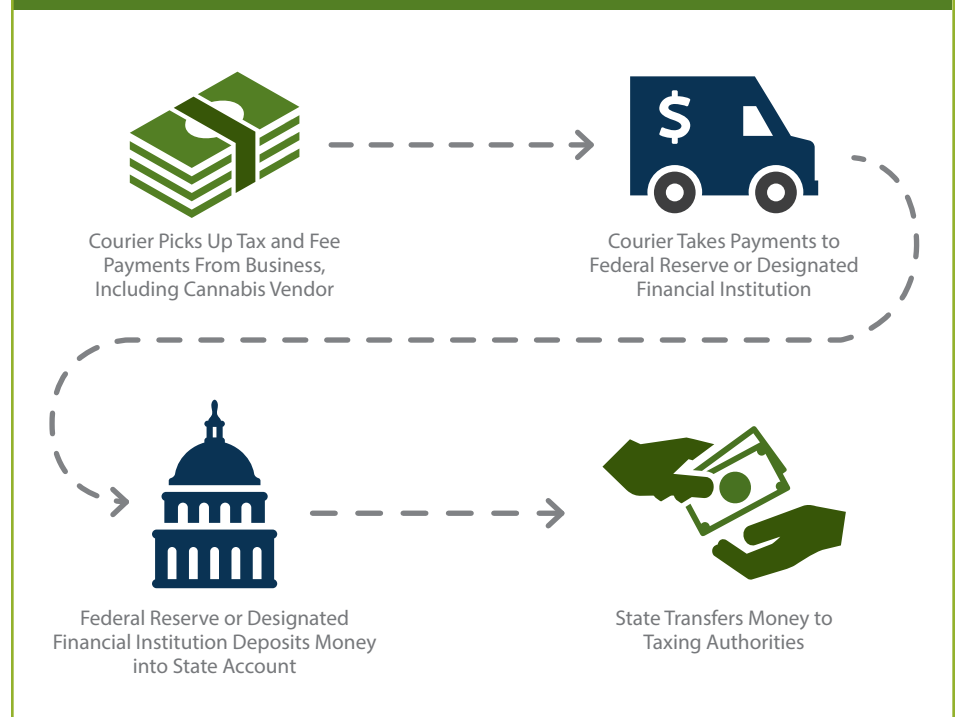 $
Courier Picks Up Tax and Fee
Payments From Business,
Including Cannabis Vendor
Courier Takes Payments to
Federal Reserve or Designated
Financial Institution
Federal Reserve or Designated
Financial Institution Deposits Money
into State Account
State Transfers Money to
Taxing Authorities